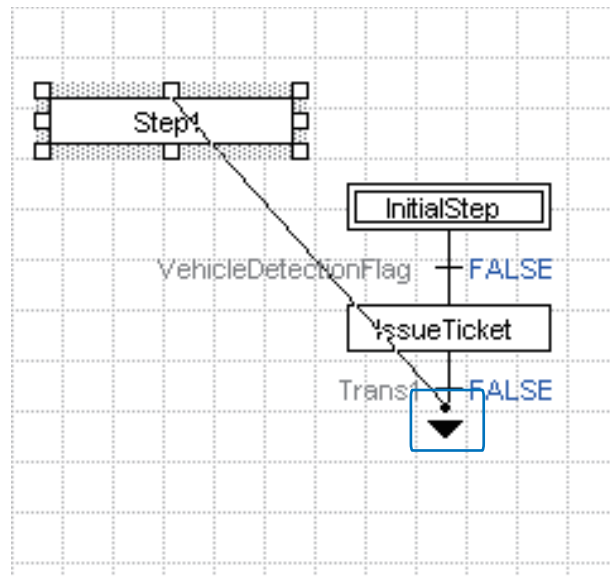 Step1
InitialStep
VehicleDetectionFlag FALSE
IssueTicket
Trans1 FALSE